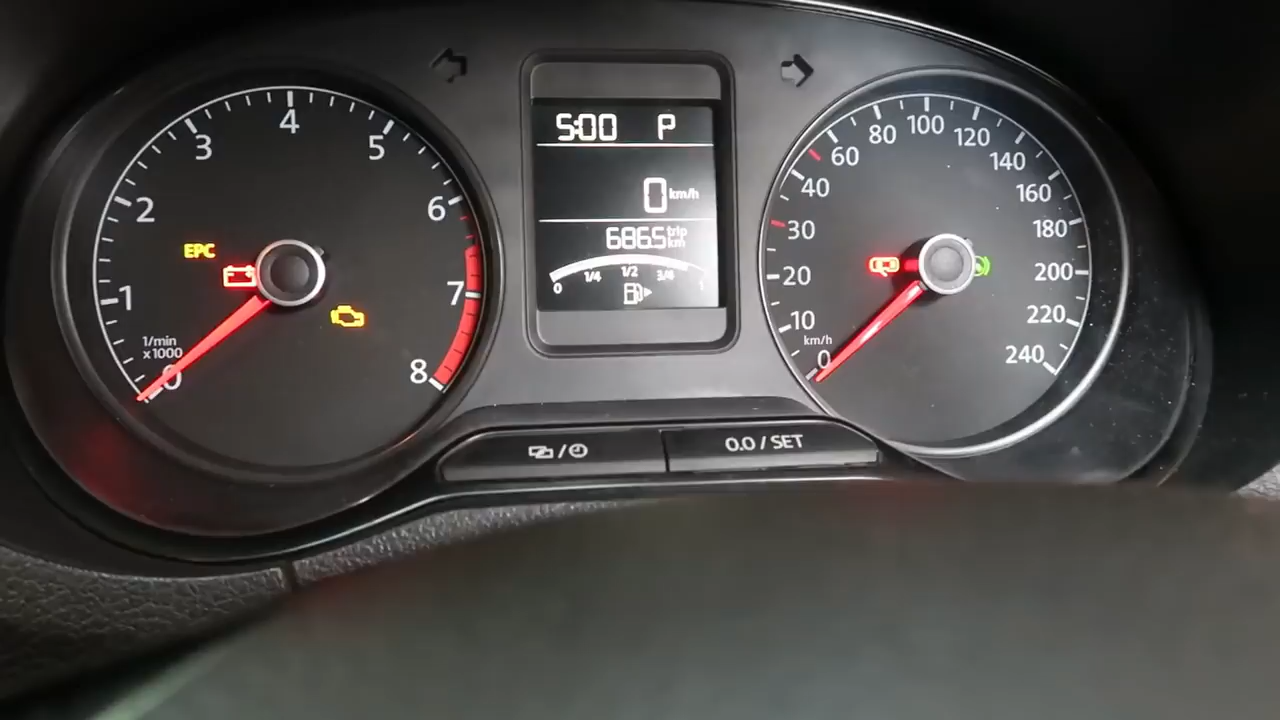 5:00 P
0 km/h
686.5 trip km
0 1/4 1/2 3/4 1
EPC
0
1
2
3
4
5
6
7
8
1/min
x1000
0
10
20
30
40
60
80
100
120
140
160
180
200
220
240
km/h
/
0.0 / SET